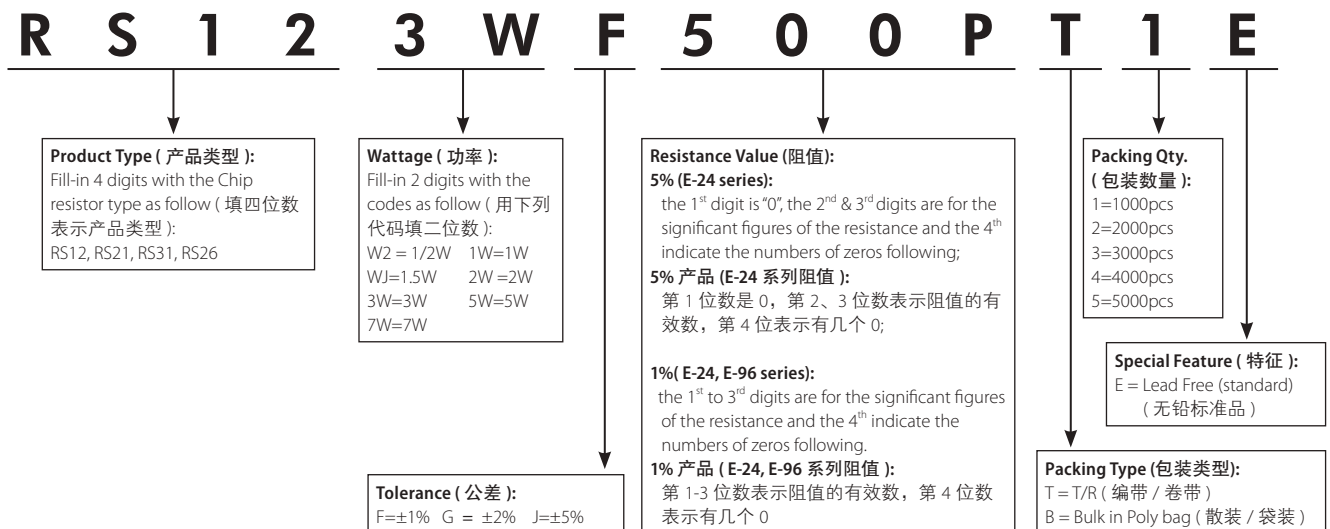 R S 1 2 3 W F 5 0 0 P T 1 E
Product Type ( 产品类型 ):
Fill-in 4 digits with the Chip
resistor type as follow ( 填四位数
表示产品类型 ):
RS12, RS21, RS31, RS26
Wattage ( 功率 ):
Fill-in 2 digits with the
codes as follow ( 用下列
代码填二位数 ):
W2 = 1/2W 1W=1W
WJ=1.5W 2W =2W
3W=3W 5W=5W
7W=7W
Tolerance ( 公差 ):
F=±1% G = ±2% J=±5%
Resistance Value (阻值):
5% (E-24 series):
the 1st digit is “0”, the 2nd & 3rd digits are for the
significant figures of the resistance and the 4th
indicate the numbers of zeros following;
5% 产品 (E-24 系列阻值 ):
第 1 位数是 0，第 2、3 位数表示阻值的有
效数，第 4 位表示有几个 0;
1%( E-24, E-96 series):
the 1st to 3rd digits are for the significant figures
of the resistance and the 4th indicate the
numbers of zeros following.
1% 产品 ( E-24, E-96 系列阻值 ):
第 1-3 位数表示阻值的有效数，第 4 位数
表示有几个 0
Packing Qty.
( 包装数量 ):
1=1000pcs
2=2000pcs
3=3000pcs
4=4000pcs
5=5000pcs
Special Feature ( 特征 ):
E = Lead Free (standard)
( 无铅标准品 )
Packing Type (包装类型):
T = T/R ( 编带 / 卷带 )
B = Bulk in Poly bag ( 散装 / 袋装 )